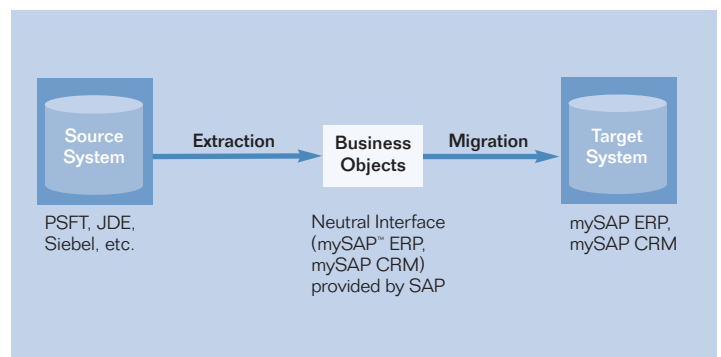 Source
System
Extraction
Business
Objects
Migration
Target
System
PSFT, JDE,
Siebel, etc.
Neutral Interface
(mySAP™ ERP,
mySAP CRM)
provided by SAP
mySAP ERP,
mySAP CRM